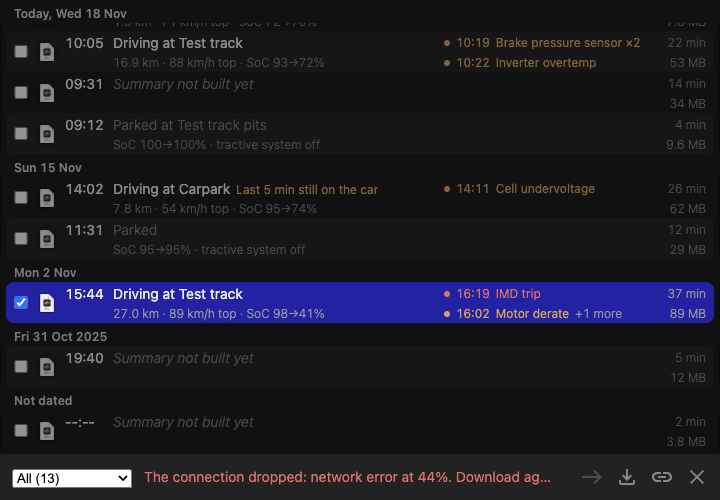 Today, Wed 18 Nov
10:05 Driving at Test track 10:19 Brake pressure sensor ×2 22 min
16.9 km · 88 km/h top · SoC 93→72% 10:22 Inverter overtemp 53 MB
09:31 Summary not built yet 14 min
34 MB
09:12 Parked at Test track pits 4 min
SoC 100→100% · tractive system off 9.6 MB
Sun 15 Nov
14:02 Driving at Carpark Last 5 min still on the car 14:11 Cell undervoltage 26 min
7.8 km · 54 km/h top · SoC 95→74% 62 MB
11:31 Parked 12 min
SoC 95→95% · tractive system off 29 MB
Mon 2 Nov
15:44 Driving at Test track 16:19 IMD trip 37 min
27.0 km · 89 km/h top · SoC 98→41% 16:02 Motor derate +1 more 89 MB
Fri 31 Oct 2025
19:40 Summary not built yet 5 min
12 MB
Not dated
--:-- Summary not built yet 2 min
3.8 MB
All (13) The connection dropped: network error at 44%. Download ag...